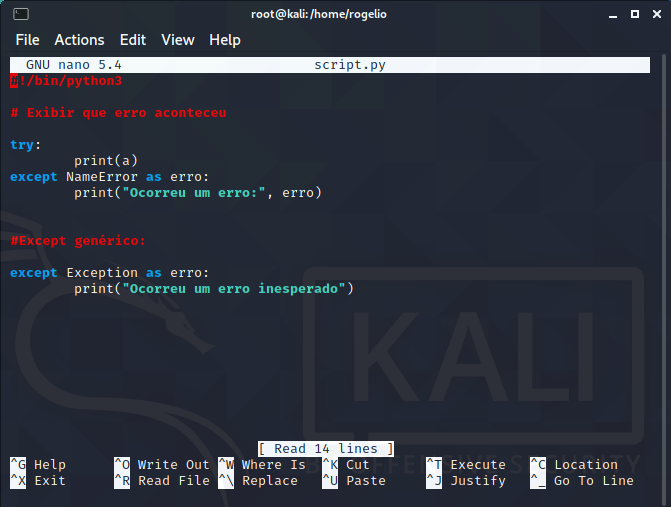 root@kali:/home/rogelio
File Actions Edit View Help
GNU nano 5.4 script.py
#!/bin/python3
# Exibir que erro aconteceu
try:
print(a)
except NameError as erro:
print("Ocorreu um erro:", erro)
#Except genérico:
except Exception as erro:
print("Ocorreu um erro inesperado")
KALI
BY OFFENSIVE SECURITY
[ Read 14 lines ]
^G Help ^O Write Out ^W Where Is ^K Cut ^T Execute ^C Location
^X Exit ^R Read File ^\ Replace ^U Paste ^J Justify ^_ Go To Line